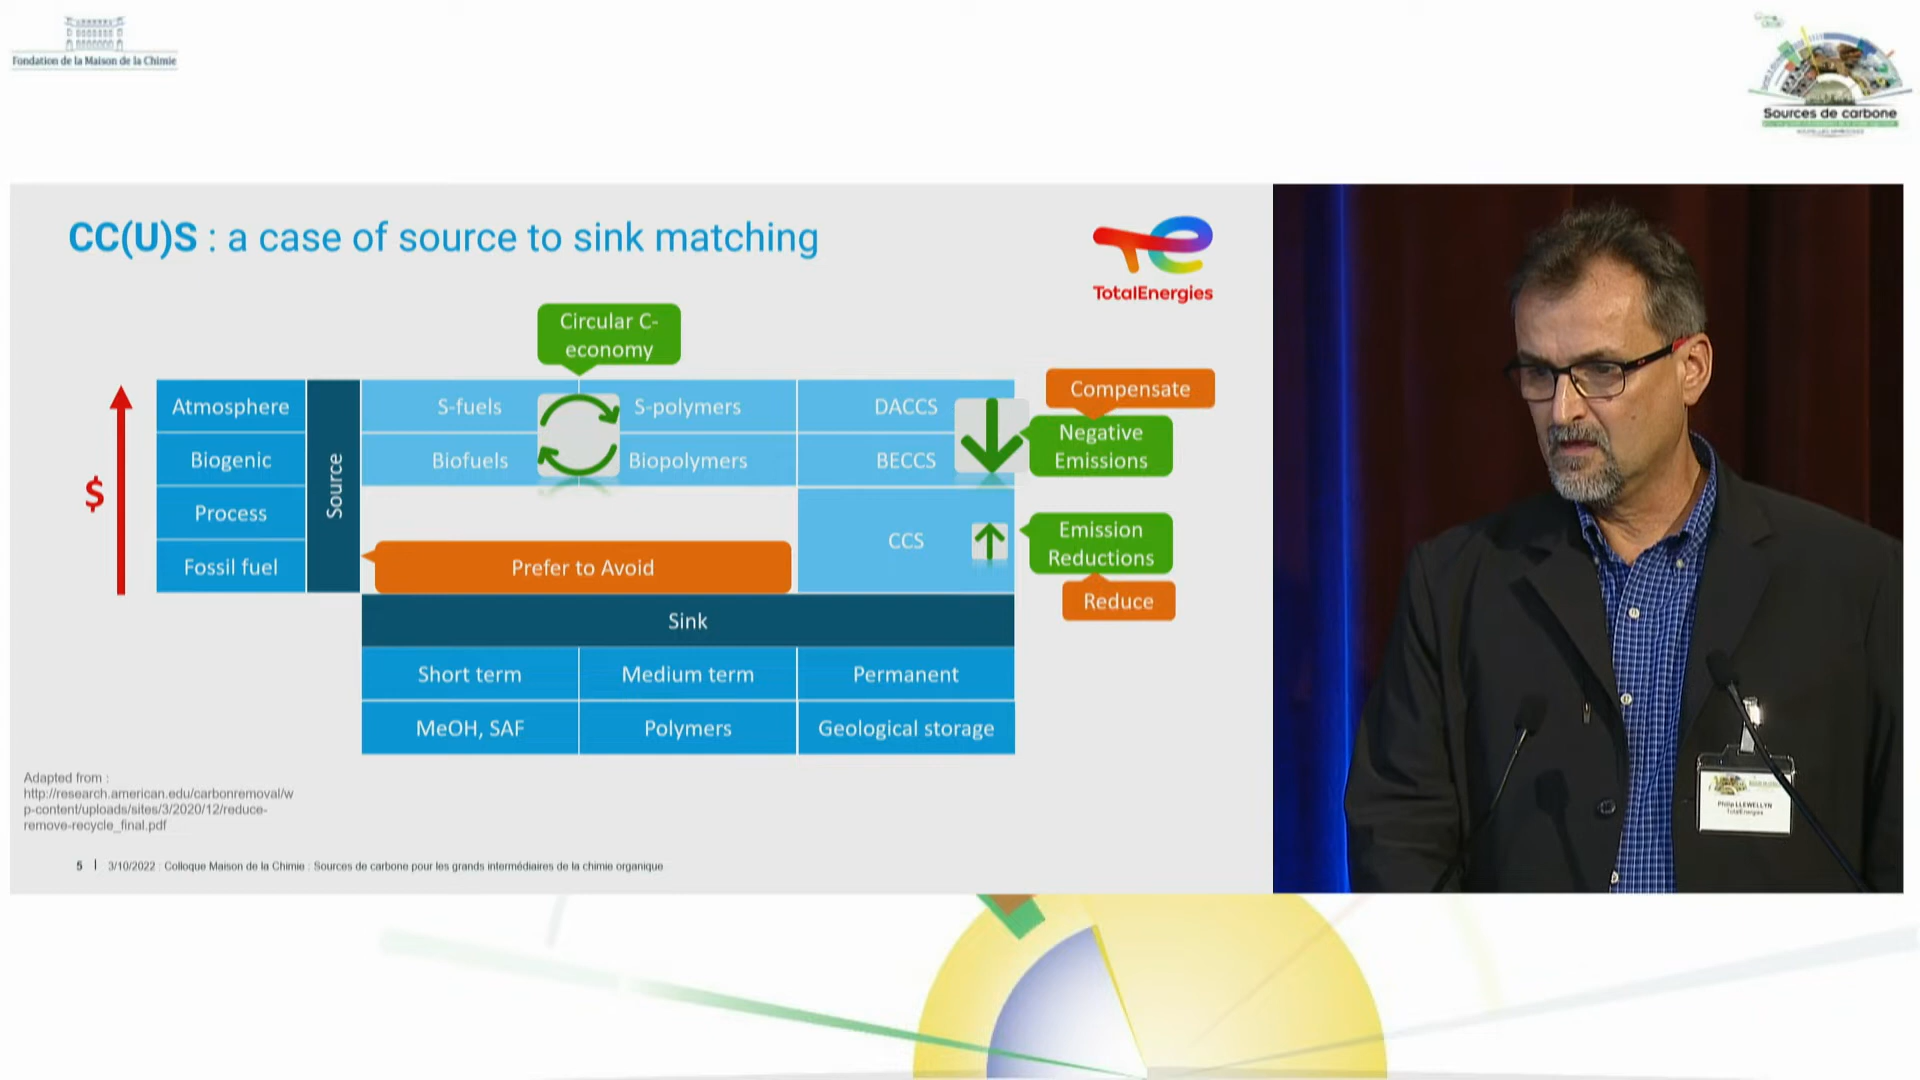 Fondation de la Maison de la Chimie
Sources de carbone
CC(U)S : a case of source to sink matching
TotalEnergies
Circular C-
economy
$
Atmosphere
Biogenic
Process
Fossil fuel
Source
S-fuels
S-polymers
DACCS
Biofuels
Biopolymers
BECCS
CCS
Prefer to Avoid
Compensate
Negative
Emissions
Emission
Reductions
Reduce
Sink
Short term
Medium term
Permanent
MeOH, SAF
Polymers
Geological storage
Adapted from :
http://research.american.edu/carbonremoval/w
p-content/uploads/sites/3/2020/12/reduce-
remove-recycle_final.pdf
5 | 3/10/2022 : Colloque Maison de la Chimie : Sources de carbone pour les grands intermédiaires de la chimie organique
Philip LLEWELLYN
TotalEnergies